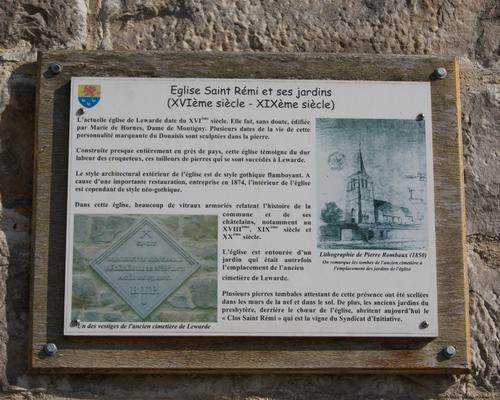 Eglise Saint Rémi et ses jardins
(XVIème siècle - XIXème siècle)
L'actuelle église de Lewarde date du XVIème siècle. Elle fut, sans doute, édifiée
par Marie de Hornes, Dame de Montigny. Plusieurs dates de la vie de cette
personnalité marquante du Douaisis sont sculptées dans la pierre.
Construite presque entièrement en grés de pays, cette église témoigne du dur
labeur des croqueteux, ces tailleurs de pierres qui se sont succédés à Lewarde.
Le style architectural extérieur de l'église est de style gothique flamboyant. A
cause d'une importante restauration, entreprise en 1874, l'intérieur de l'église
est cependant de style néo-gothique.
Dans cette église, beaucoup de vitraux armoriés relatent l'histoire de la
commune et de ses
châtelains, notamment au
XVIIIème, XIXème siècle et
XXème siècle.
L'église est entourée d'un
jardin qui était autrefois
l'emplacement de l'ancien
cimetière de Lewarde.
Plusieurs pierres tombales attestant de cette présence ont été scellées
dans les murs de la nef et dans le sol. De plus, les anciens jardins du
presbytère, derrière le chœur de l'église, abritent aujourd'hui le
« Clos Saint Rémi » qui est la vigne du Syndicat d'Initiative.
Un des vestiges de l'ancien cimetière de Lewarde
Lithographie de Pierre Rombaux (1850)
On remarque les tombes de l'ancien cimetière à
l'emplacement des jardins de l'église